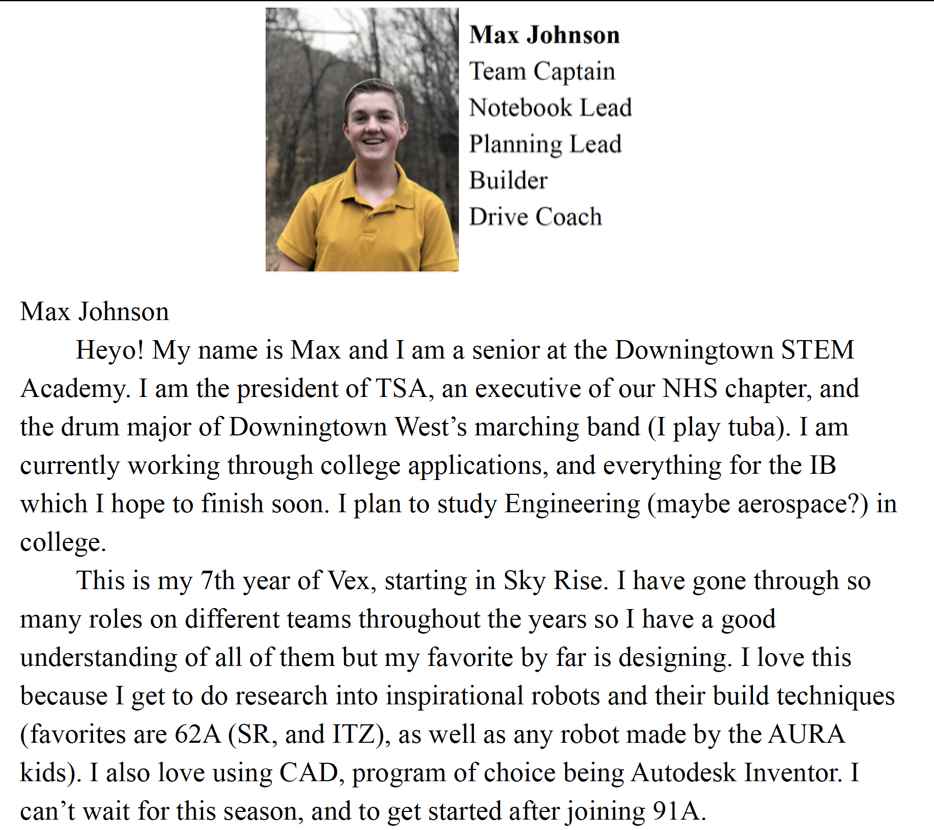 Max Johnson
Team Captain
Notebook Lead
Planning Lead
Builder
Drive Coach
Max Johnson
Heyo! My name is Max and I am a senior at the Downingtown STEM
Academy. I am the president of TSA, an executive of our NHS chapter, and
the drum major of Downingtown West’s marching band (I play tuba). I am
currently working through college applications, and everything for the IB
which I hope to finish soon. I plan to study Engineering (maybe aerospace?) in
college.
This is my 7th year of Vex, starting in Sky Rise. I have gone through so
many roles on different teams throughout the years so I have a good
understanding of all of them but my favorite by far is designing. I love this
because I get to do research into inspirational robots and their build techniques
(favorites are 62A (SR, and ITZ), as well as any robot made by the AURA
kids). I also love using CAD, program of choice being Autodesk Inventor. I
can’t wait for this season, and to get started after joining 91A.